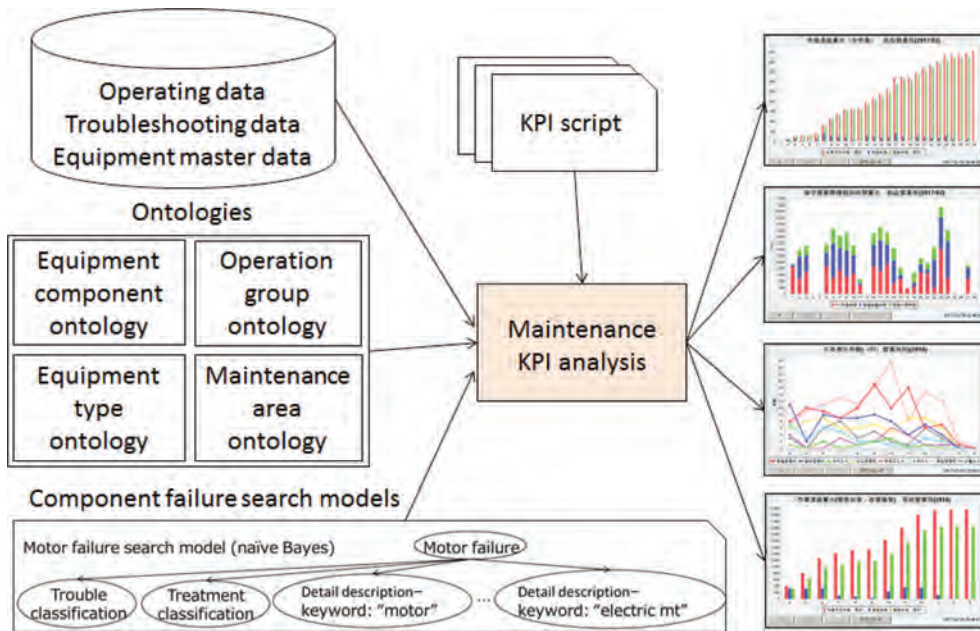 Operating data
Troubleshooting data
Equipment master data
KPI script
Ontologies
Equipment
component
ontology
Operation
group
ontology
Equipment
type
ontology
Maintenance
area ontology
Maintenance
KPI analysis
Component failure search models
Motor failure search model (naïve Bayes)
Motor failure
Trouble
classification
Treatment
classification
Detail description–
keyword: “motor”
...
Detail description–
keyword: “electric mt”